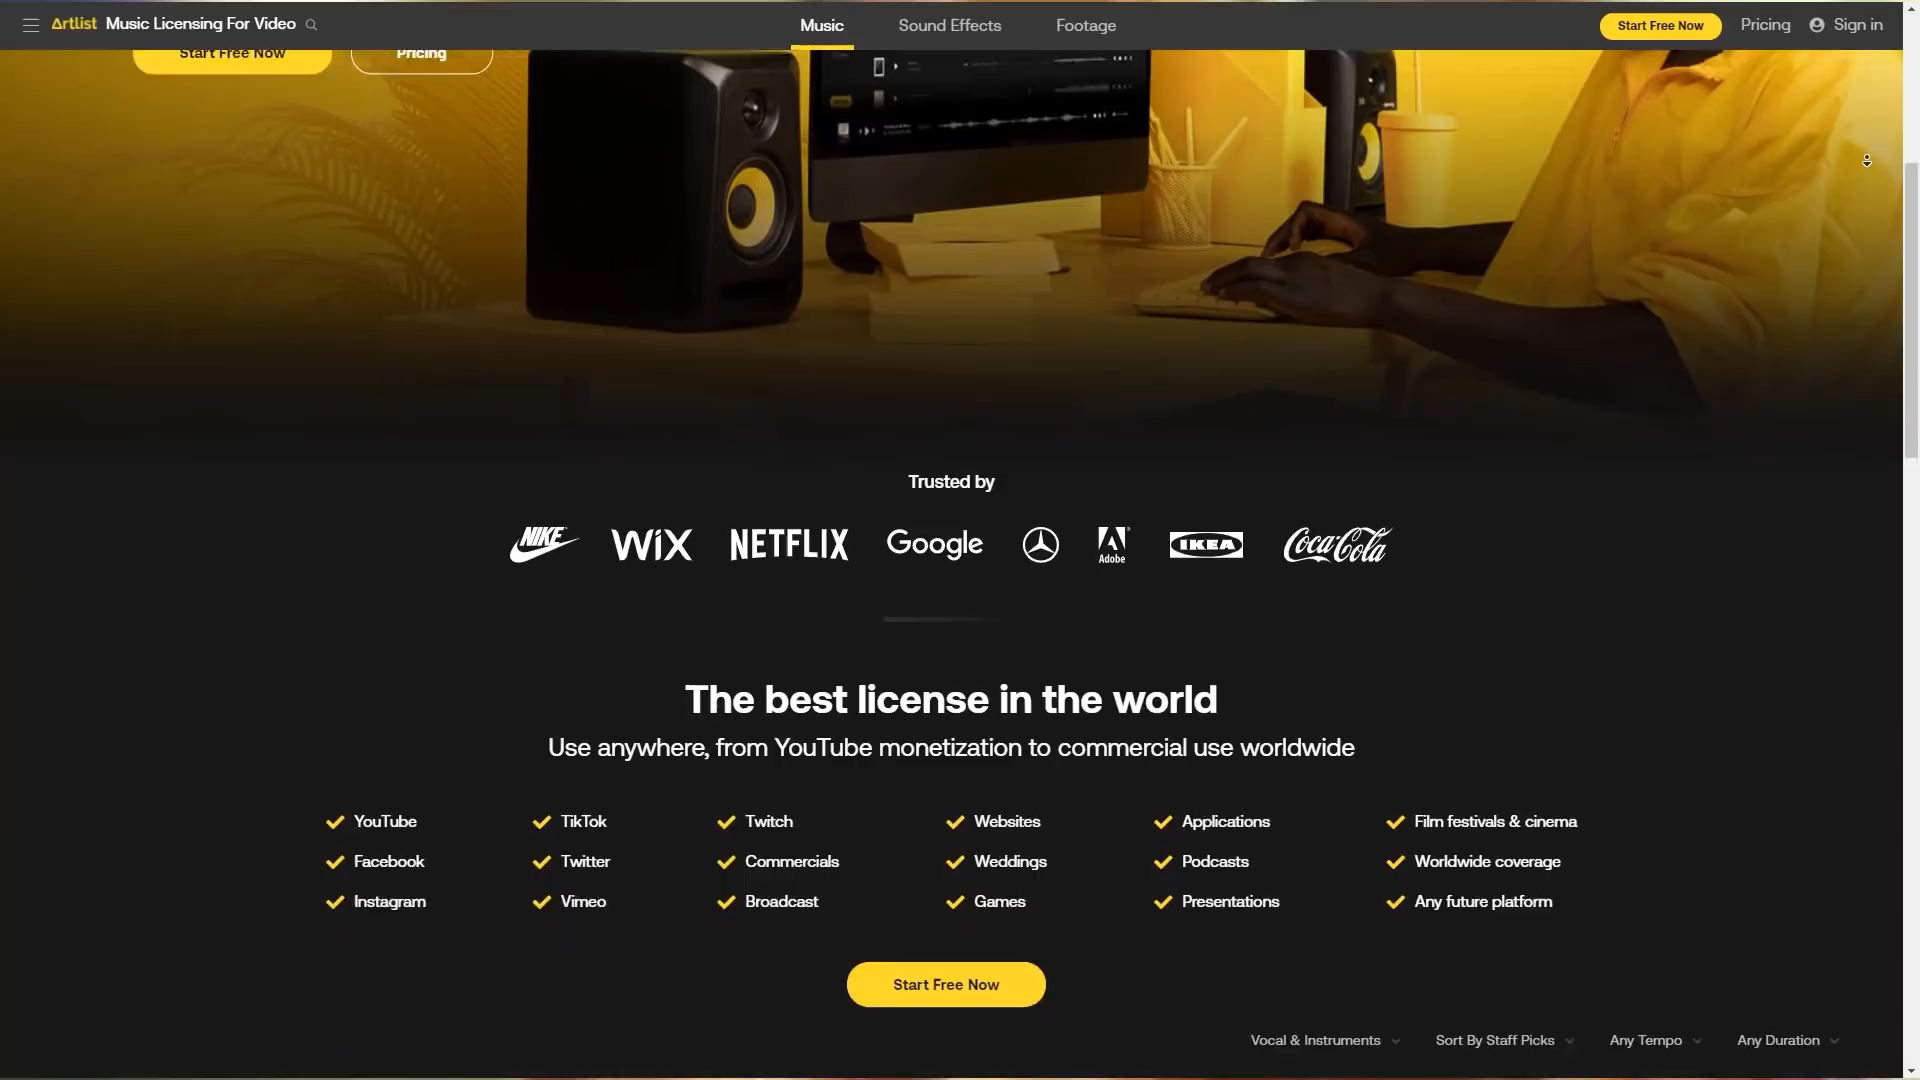 Artlist Music Licensing For Video
Music Sound Effects Footage
Start Free Now Pricing Sign in
Start Free Now Pricing
Trusted by
NIKE WiX NETFLIX Google Adobe IKEA Coca-Cola
The best license in the world
Use anywhere, from YouTube monetization to commercial use worldwide
YouTube TikTok Twitch Websites Applications Film festivals & cinema
Facebook Twitter Commercials Weddings Podcasts Worldwide coverage
Instagram Vimeo Broadcast Games Presentations Any future platform
Start Free Now
Vocal & Instruments Sort By Staff Picks Any Tempo Any Duration